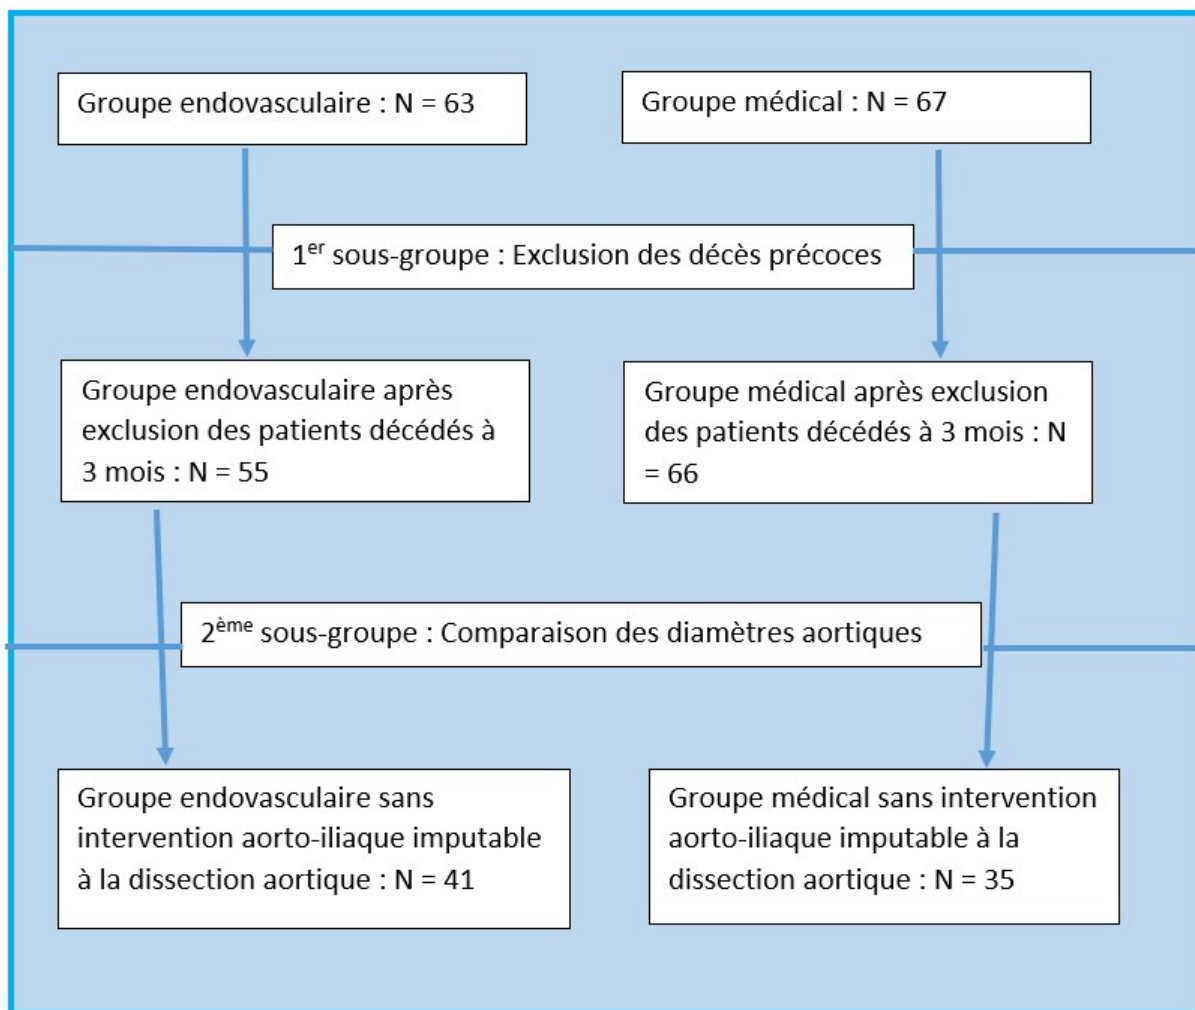 Groupe endovasculaire : N = 63
Groupe médical : N = 67
1er sous-groupe : Exclusion des décès précoces
Groupe endovasculaire après
exclusion des patients décédés à
3 mois : N = 55
Groupe médical après exclusion
des patients décédés à 3 mois : N
= 66
2ème sous-groupe : Comparaison des diamètres aortiques
Groupe endovasculaire sans
intervention aorto-iliaque imputable
à la dissection aortique : N = 41
Groupe médical sans intervention
aorto-iliaque imputable à la
dissection aortique : N = 35